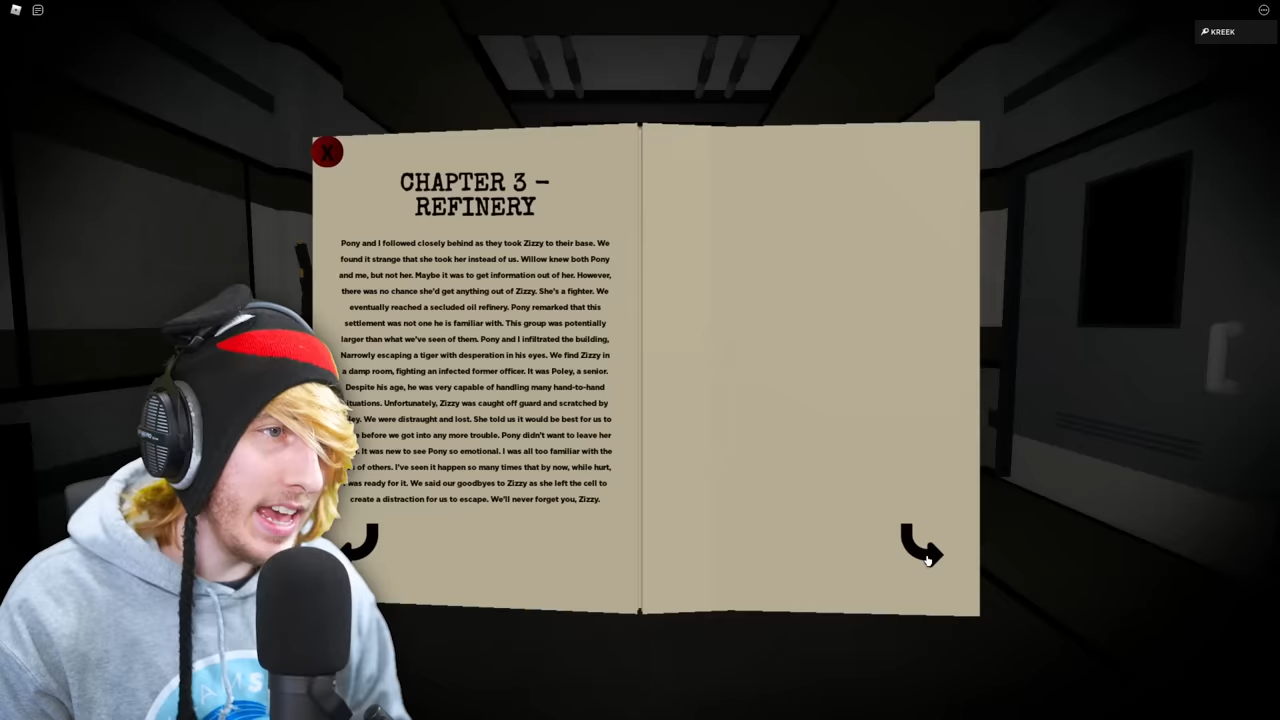 KREEK
X
CHAPTER 3 –
REFINERY
Pony and I followed closely behind as they took Zizzy to their base. We
found it strange that she took her instead of us. Willow knew both Pony
and me, but not her. Maybe it was to get information out of her. However,
there was no chance she'd get anything out of Zizzy. She's a fighter. We
eventually reached a secluded oil refinery. Pony remarked that this
settlement was not one he is familiar with. This group was potentially
larger than what we've seen of them. Pony and I infiltrated the building,
Narrowly escaping a tiger with desperation in his eyes. We find Zizzy in
a damp room, fighting an infected former officer. It was Poley, a senior.
Despite his age, he was very capable of handling many hand-to-hand
ituations. Unfortunately, Zizzy was caught off guard and scratched by
We were distraught and lost. She told us it would be best for us to
before we got into any more trouble. Pony didn't want to leave her
It was new to see Pony so emotional. I was all too familiar with the
of others. I've seen it happen so many times that by now, while hurt,
was ready for it. We said our goodbyes to Zizzy as she left the cell to
create a distraction for us to escape. We'll never forget you, Zizzy.